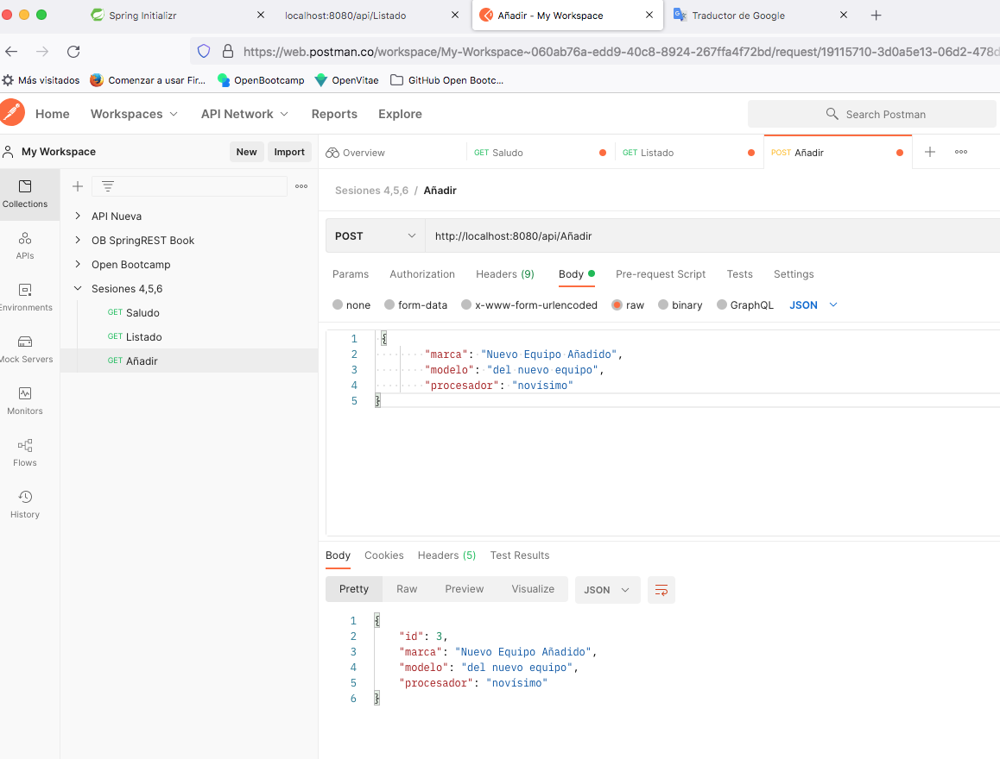 Spring Initializr
localhost:8080/api/Listado
Añadir - My Workspace
Traductor de Google
https://web.postman.co/workspace/My-Workspace~060ab76a-edd9-40c8-8924-267ffa4f72bd/request/19115710-3d0a5e13-06d2-478d
Más visitados Comenzar a usar Fir... OpenBootcamp OpenVitae GitHub Open Bootc...
Home Workspaces API Network Reports Explore Search Postman
My Workspace New Import
Overview GET Saludo GET Listado POST Añadir
Collections
APIs
Environments
Mock Servers
Monitors
Flows
History
API Nueva
OB SpringREST Book
Open Bootcamp
Sesiones 4,5,6
GET Saludo
GET Listado
GET Añadir
Sesiones 4,5,6 / Añadir
POST http://localhost:8080/api/Añadir
Params Authorization Headers (9) Body Pre-request Script Tests Settings
none form-data x-www-form-urlencoded raw binary GraphQL JSON
1 {
2 "marca": "Nuevo Equipo Añadido",
3 "modelo": "del nuevo equipo",
4 "procesador": "novísimo"
5 }
Body Cookies Headers (5) Test Results
Pretty Raw Preview Visualize JSON
1 {
2 "id": 3,
3 "marca": "Nuevo Equipo Añadido",
4 "modelo": "del nuevo equipo",
5 "procesador": "novísimo"
6 }